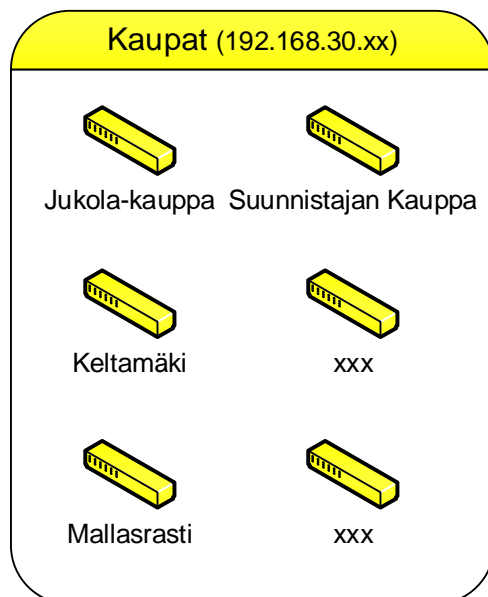 Kaupat (192.168.30.xx)
Jukola-kauppa Suunnistajan Kauppa
Keltamäki xxx
Mallasrasti xxx